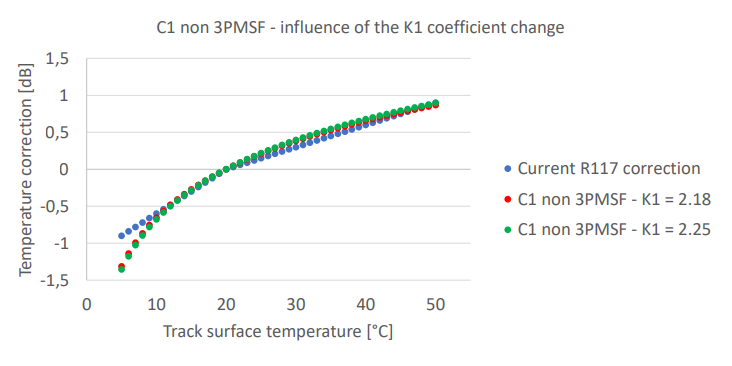 C1 non 3PMSF - influence of the K1 coefficient change
Temperature correction [dB]
1,5
1
0,5
0
-0,5
-1
-1,5
0
10
20
30
40
50
Track surface temperature [°C]
Current R117 correction
C1 non 3PMSF - K1 = 2.18
C1 non 3PMSF - K1 = 2.25